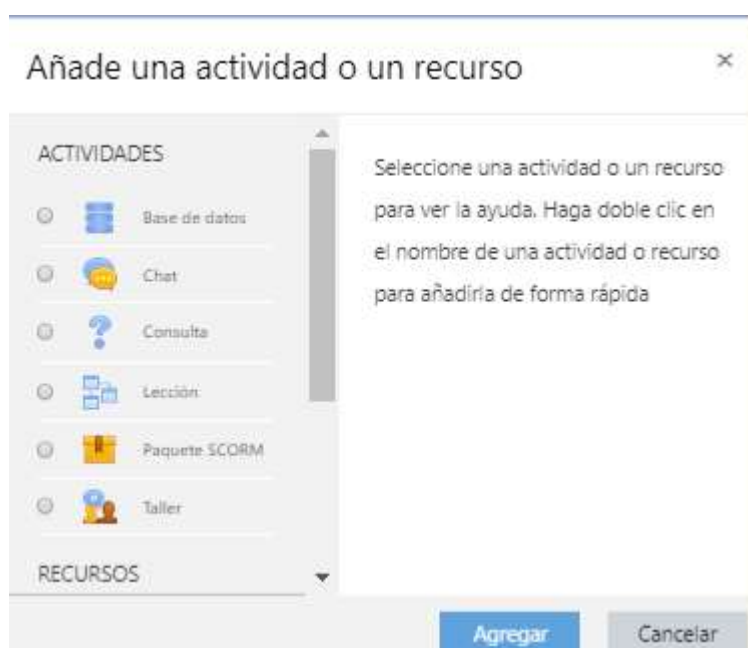 Añade una actividad o un recurso
×
ACTIVIDADES
Base de datos
Chat
Consulta
Lección
Paquete SCORM
Taller
RECURSOS
Seleccione una actividad o un recurso
para ver la ayuda. Haga doble clic en
el nombre de una actividad o recurso
para añadirla de forma rápida
Agregar
Cancelar